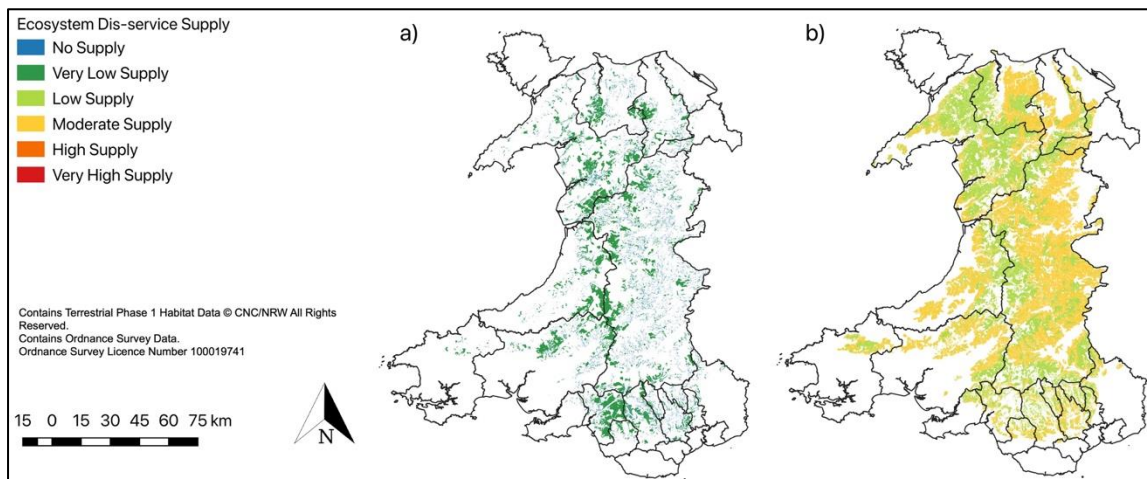 Ecosystem Dis-service Supply
No Supply
Very Low Supply
Low Supply
Moderate Supply
High Supply
Very High Supply
a)
b)
Contains Terrestrial Phase 1 Habitat Data © CNC/NRW All Rights
Reserved.
Contains Ordnance Survey Data.
Ordnance Survey Licence Number 100019741
15 0 15 30 45 60 75 km
N